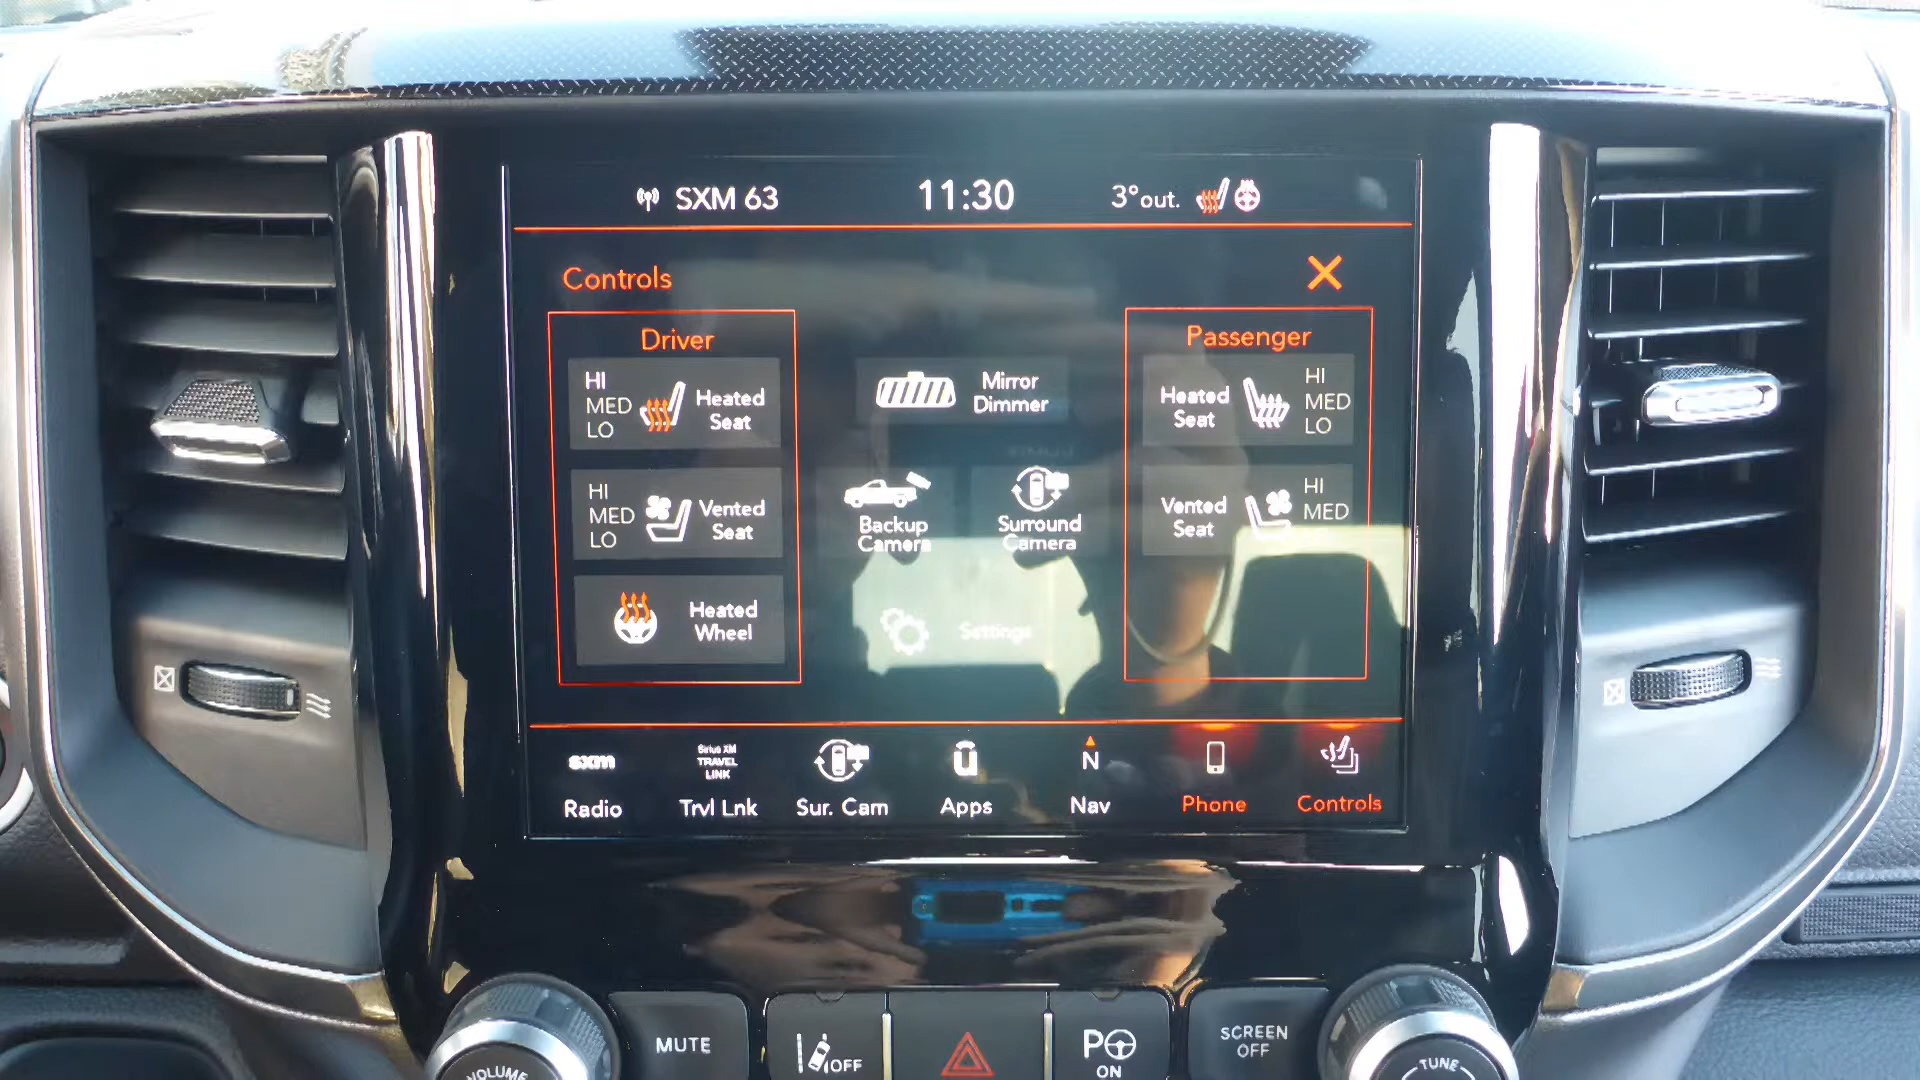 SXM 63
11:30
3°out.
Controls
Driver
HI
MED
LO
Heated
Seat
HI
MED
LO
Vented
Seat
Heated
Wheel
Mirror
Dimmer
Backup
Camera
Surround
Camera
Settings
Passenger
Heated
Seat
HI
MED
LO
Vented
Seat
HI
MED
sxm
Radio
Sirius XM
TRAVEL
LINK
Trvl Lnk
Sur. Cam
Apps
N
Nav
Phone
Controls
VOLUME
MUTE
OFF
P
ON
SCREEN
OFF
TUNE